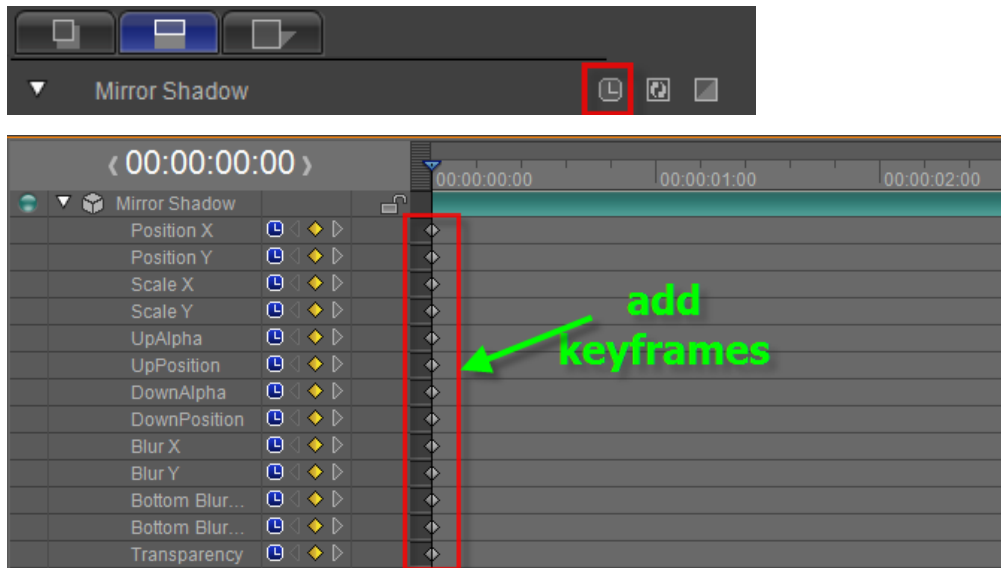 Mirror Shadow
00:00:00:00
00:00:00:00 00:00:01:00 00:00:02:00
Mirror Shadow
Position X
Position Y
Scale X
Scale Y
UpAlpha
UpPosition
DownAlpha
DownPosition
Blur X
Blur Y
Bottom Blur...
Bottom Blur...
Transparency
add
keyframes